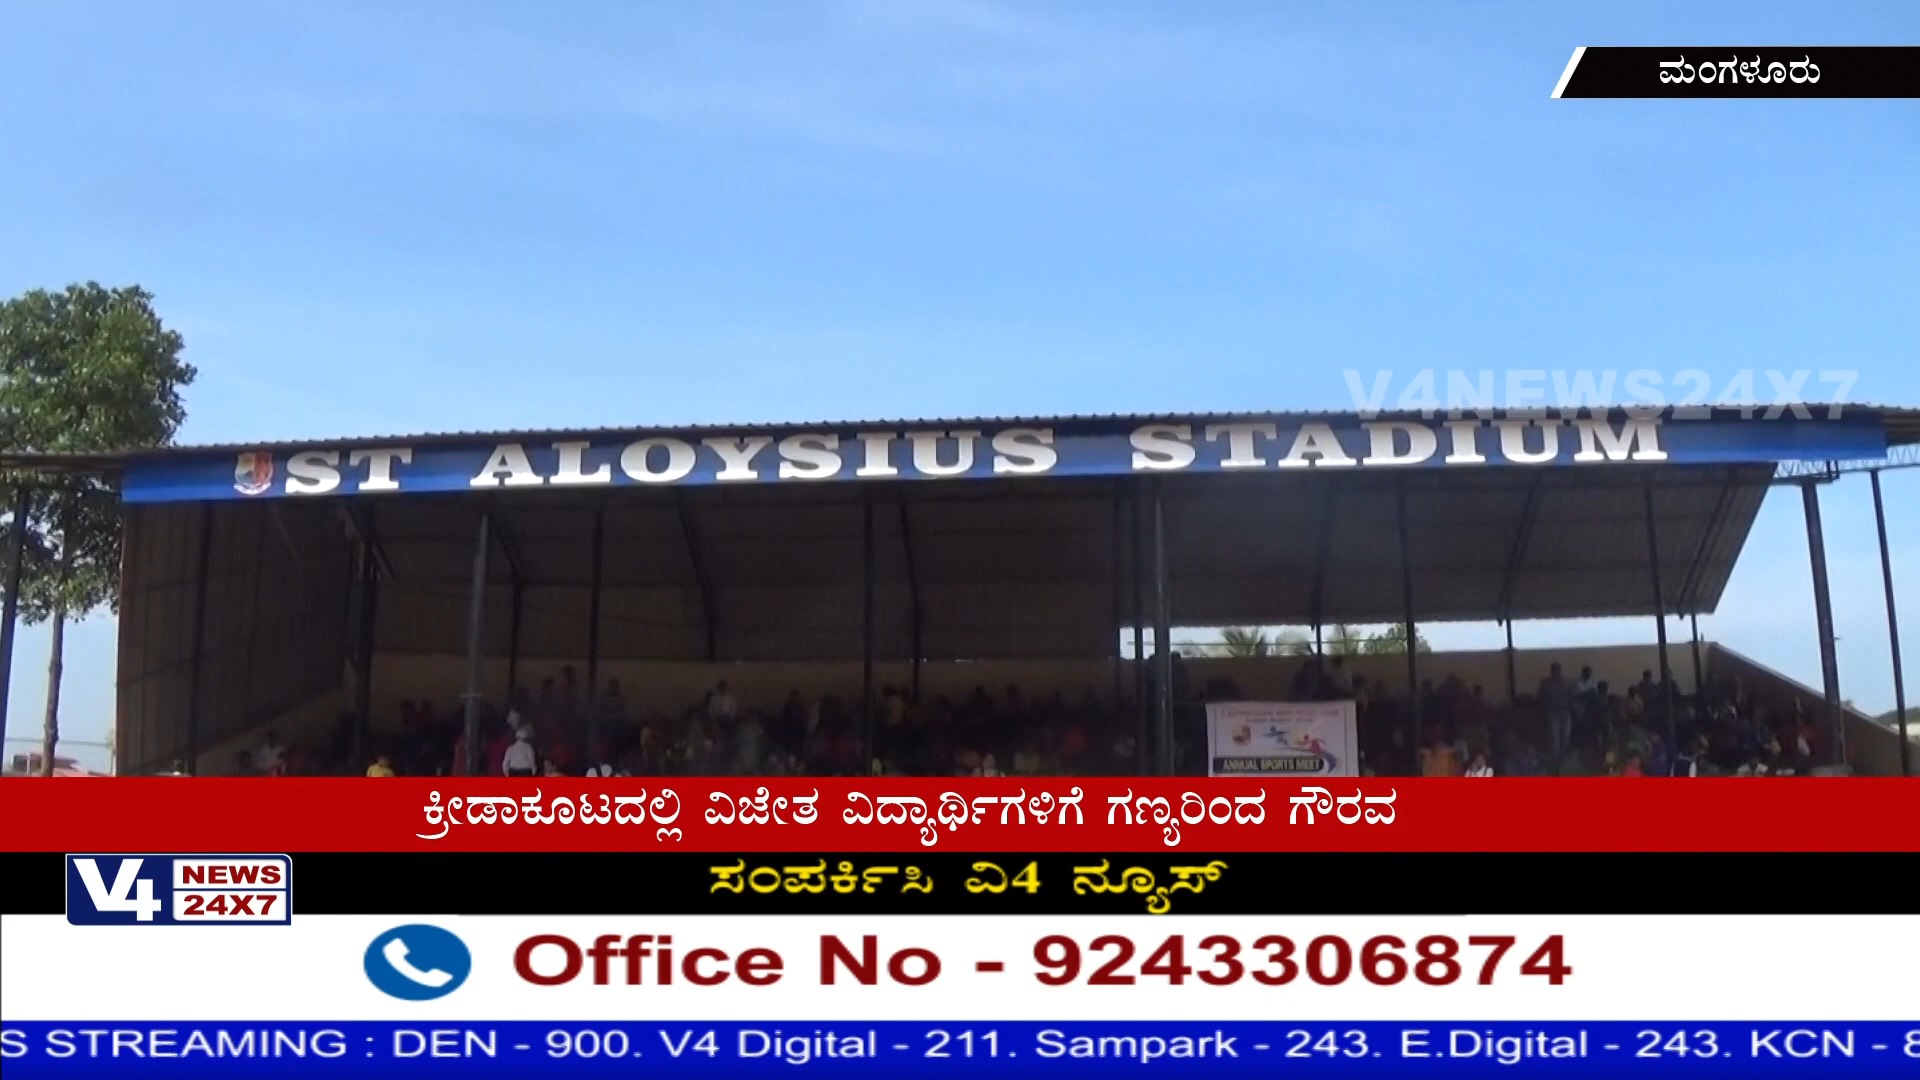 ಮಂಗಳೂರು
V4NEWS24X7
ST ALOYSIUS STADIUM
ANNUAL SPORTS MEET
ಕ್ರೀಡಾಕೂಟದಲ್ಲಿ ವಿಜೇತ ವಿದ್ಯಾರ್ಥಿಗಳಿಗೆ ಗಣ್ಯರಿಂದ ಗೌರವ
ಸಂಪರ್ಕಿಸಿ ವಿ4 ನ್ಯೂಸ್
V4 NEWS 24X7
Office No - 9243306874
S STREAMING : DEN - 900. V4 Digital - 211. Sampark - 243. E.Digital - 243. KCN - 8